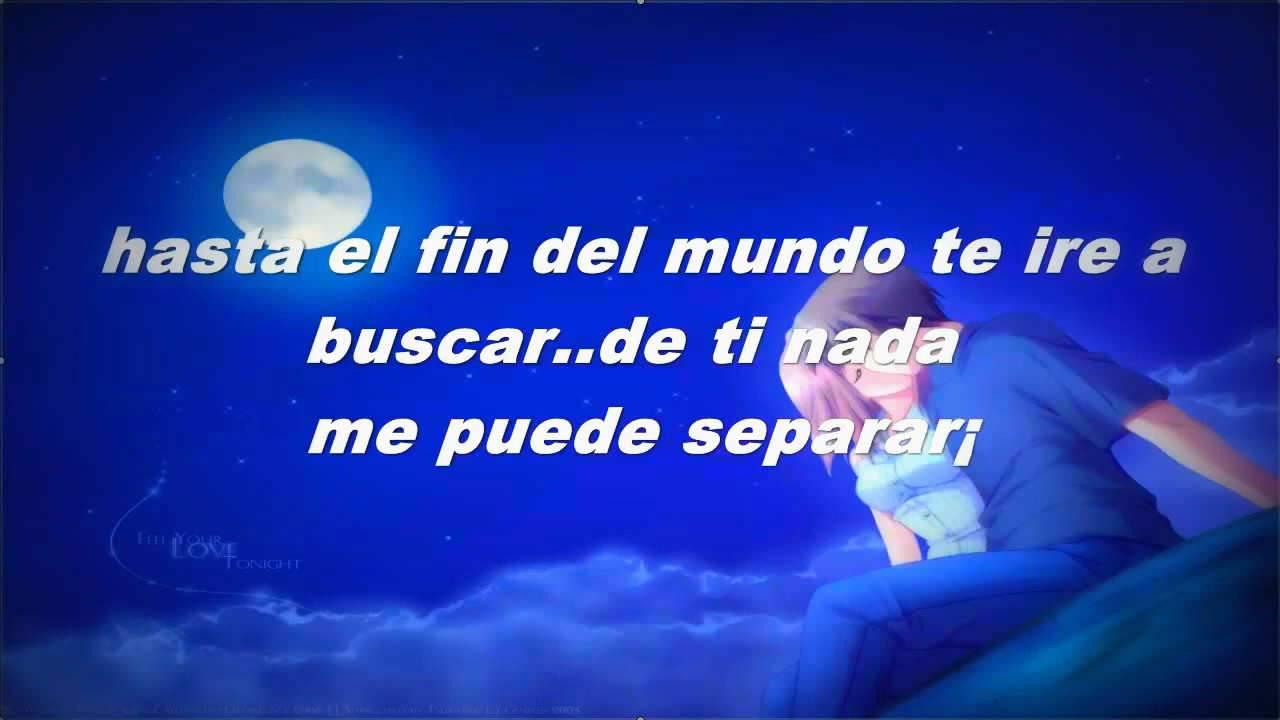 hasta el fin del mundo te ire a
buscar..de ti nada
me puede separar¡
Feel Your
Love
Tonight